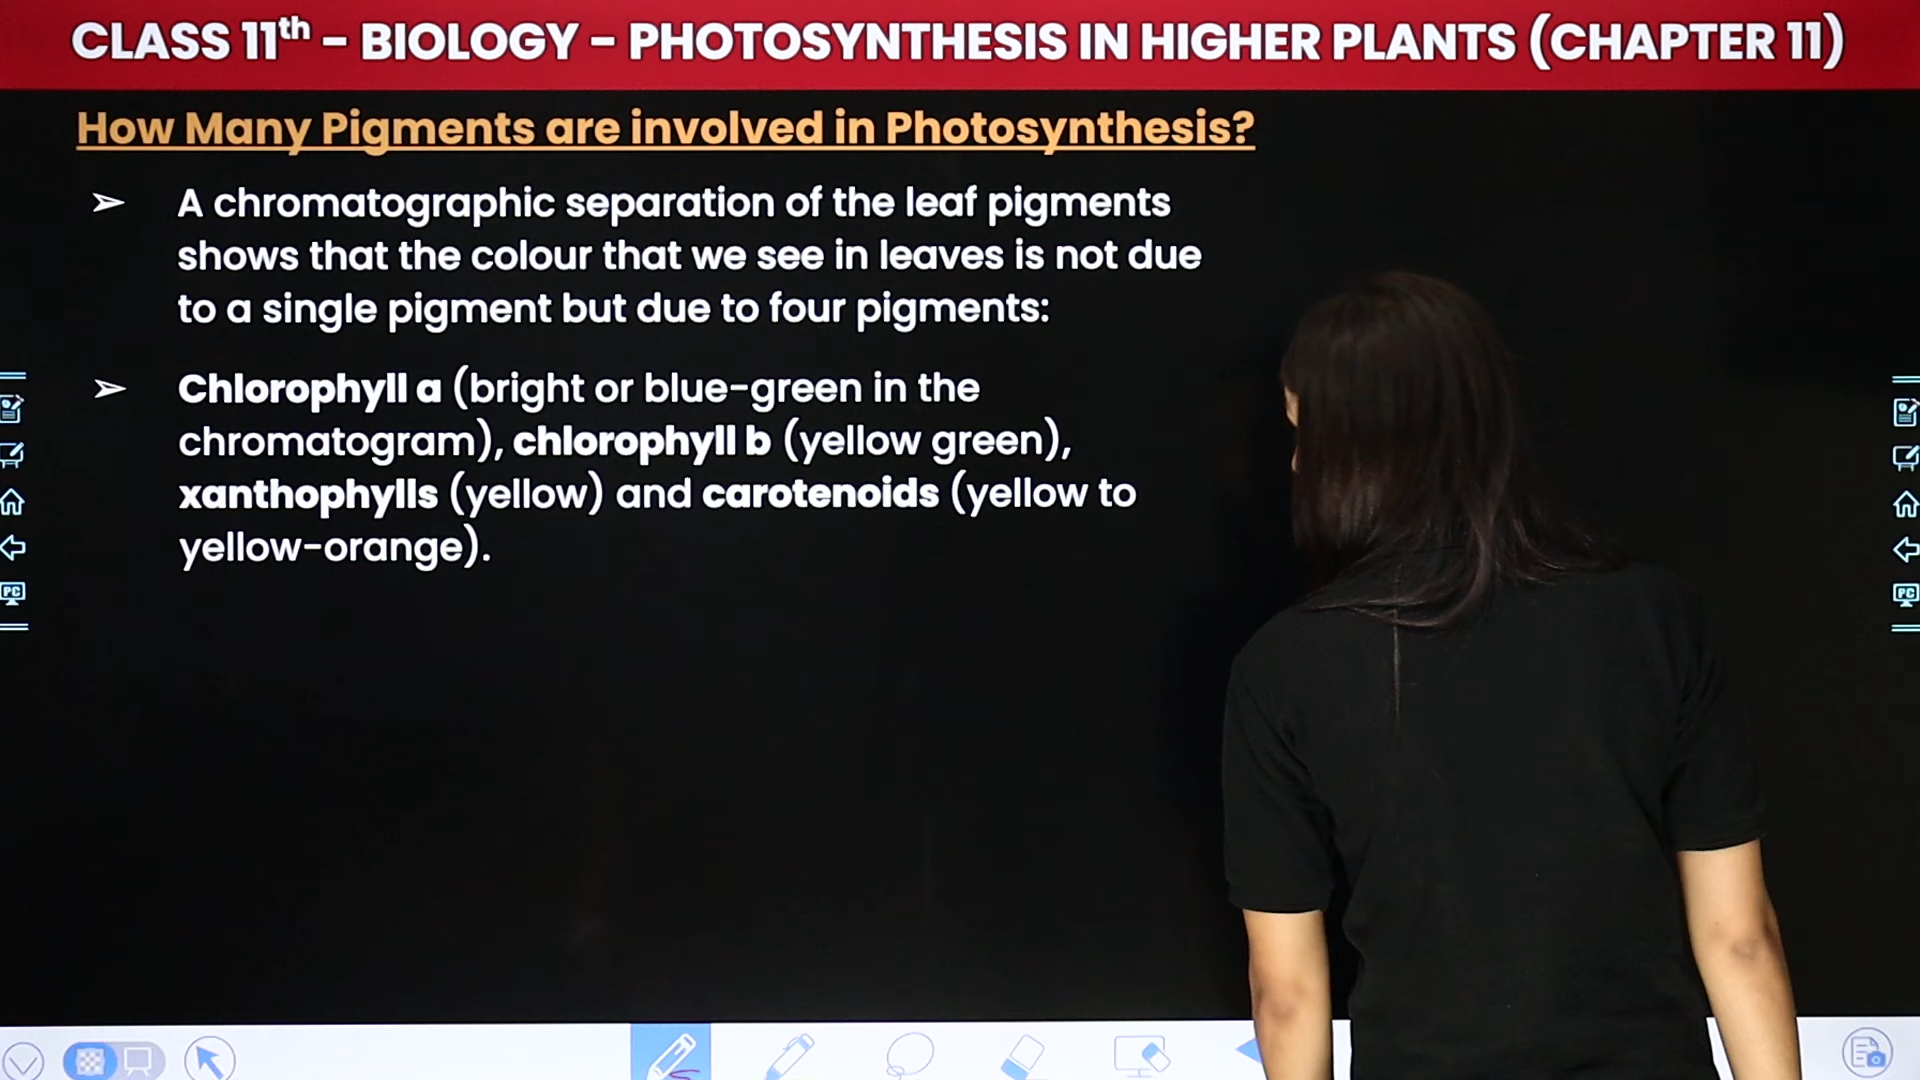 CLASS 11th - BIOLOGY - PHOTOSYNTHESIS IN HIGHER PLANTS (CHAPTER 11)
How Many Pigments are involved in Photosynthesis?
➢ A chromatographic separation of the leaf pigments
shows that the colour that we see in leaves is not due
to a single pigment but due to four pigments:
➢ Chlorophyll a (bright or blue-green in the
chromatogram), chlorophyll b (yellow green),
xanthophylls (yellow) and carotenoids (yellow to
yellow-orange).
PC
PC